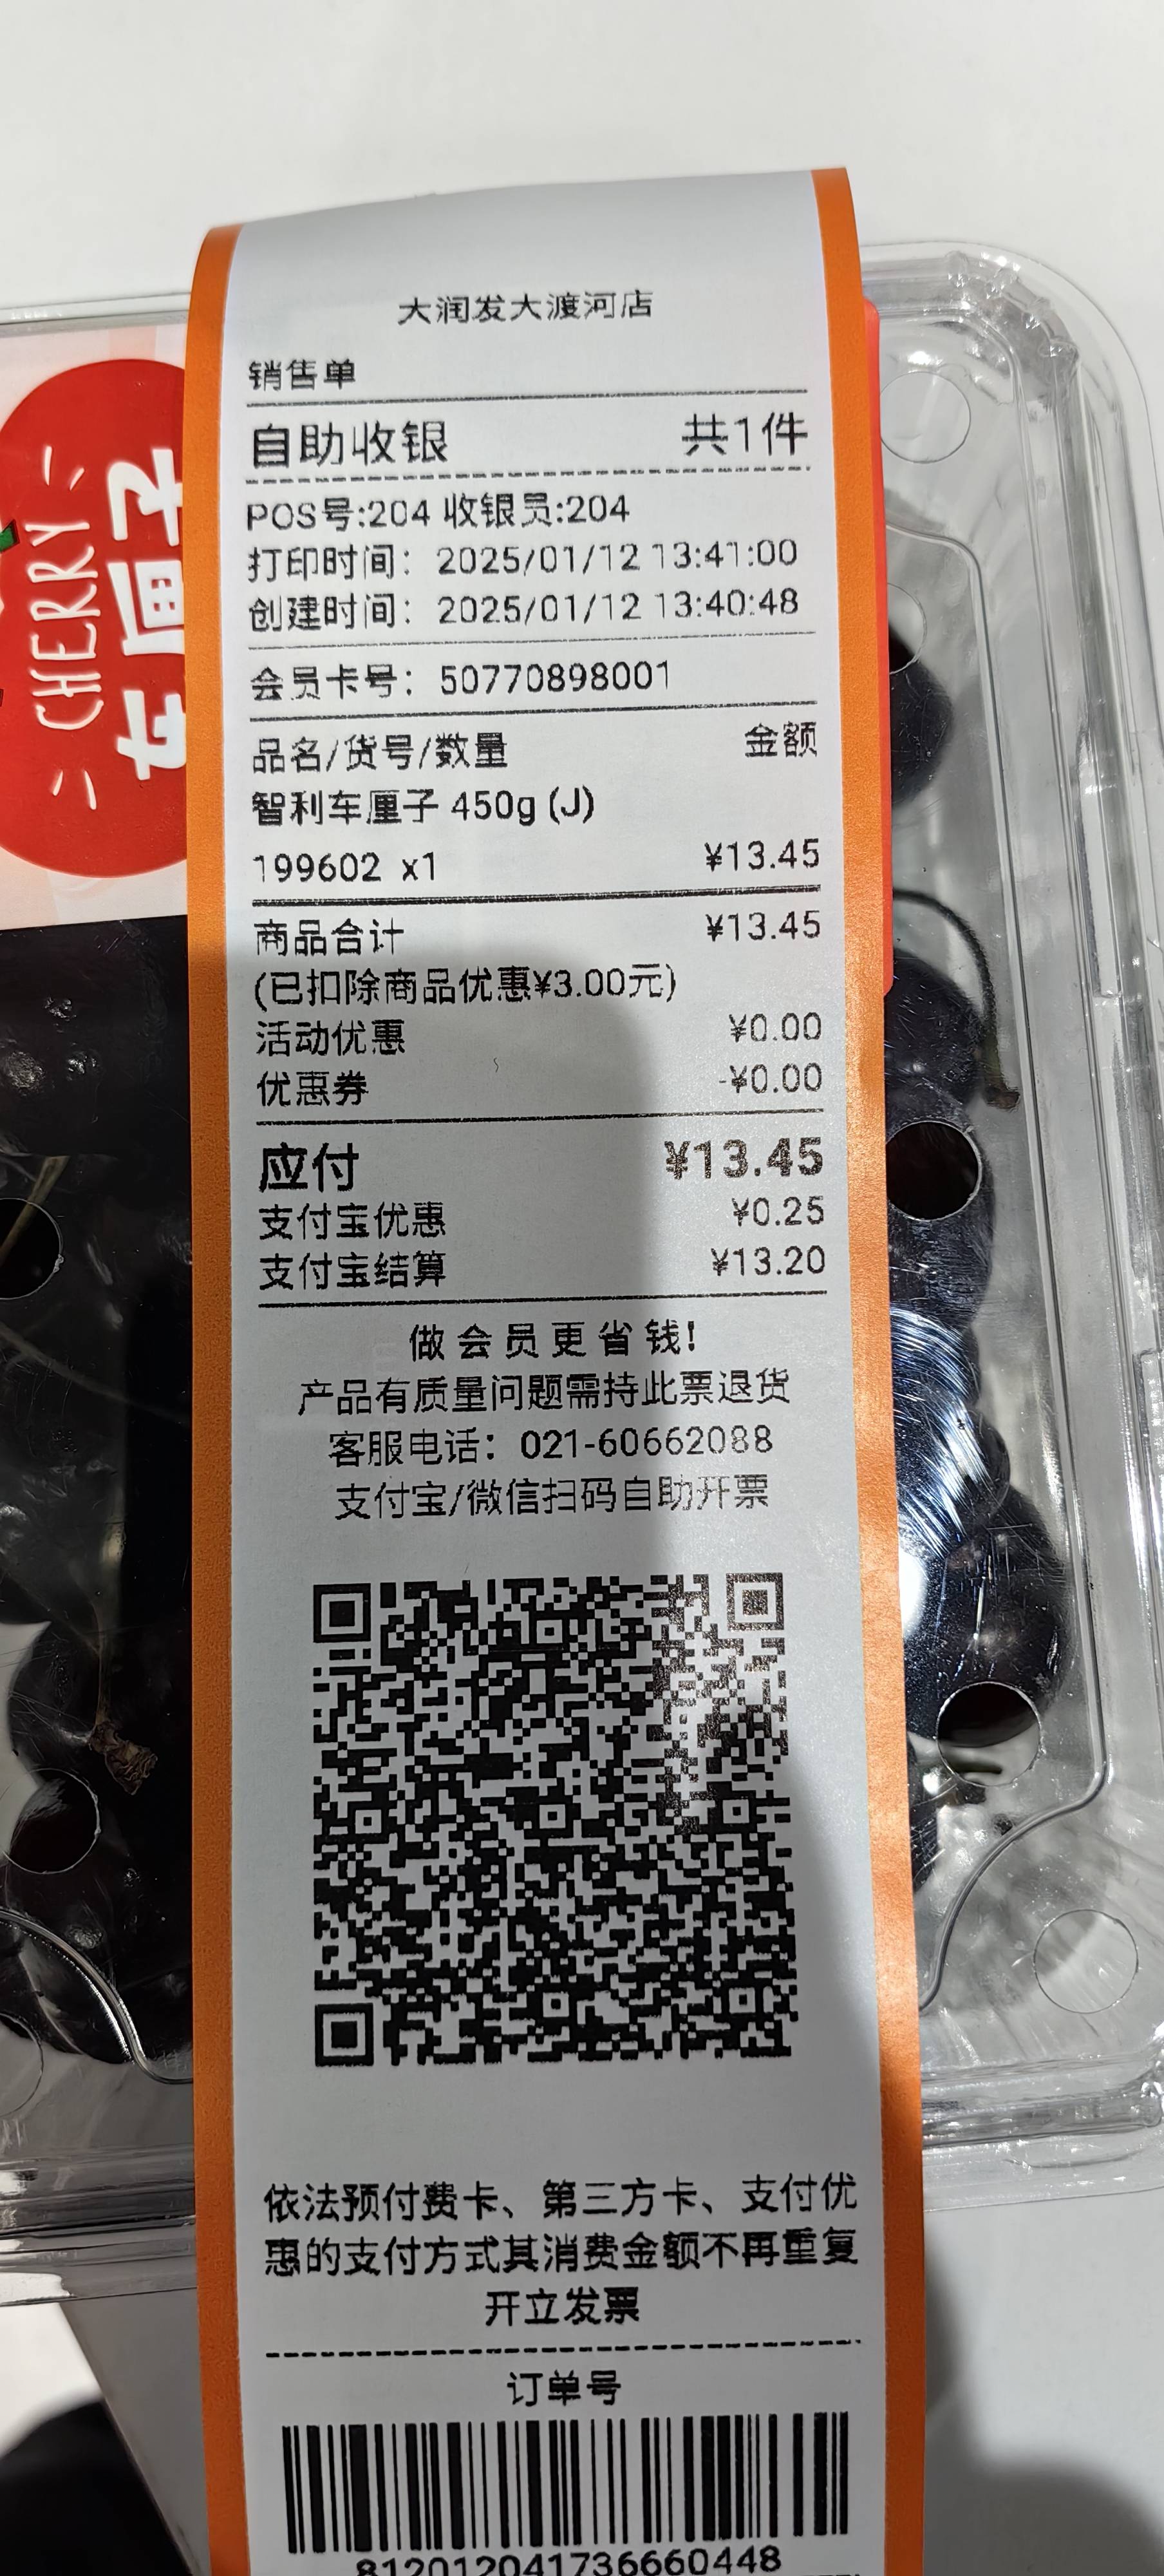 CHERRY
车厘子
大润发大渡河店
销售单
自助收银 共1件
POS号:204 收银员:204
打印时间：2025/01/12 13:41:00
创建时间：2025/01/12 13:40:48
会员卡号：50770898001
品名/货号/数量 金额
智利车厘子 450g (J)
199602 x1 ¥13.45
商品合计 ¥13.45
(已扣除商品优惠¥3.00元)
活动优惠 ¥0.00
优惠券 -¥0.00
应付 ¥13.45
支付宝优惠 ¥0.25
支付宝结算 ¥13.20
做会员更省钱!
产品有质量问题需持此票退货
客服电话：021-60662088
支付宝/微信扫码自助开票
依法预付费卡、第三方卡、支付优
惠的支付方式其消费金额不再重复
开立发票
订单号
812012041736660448